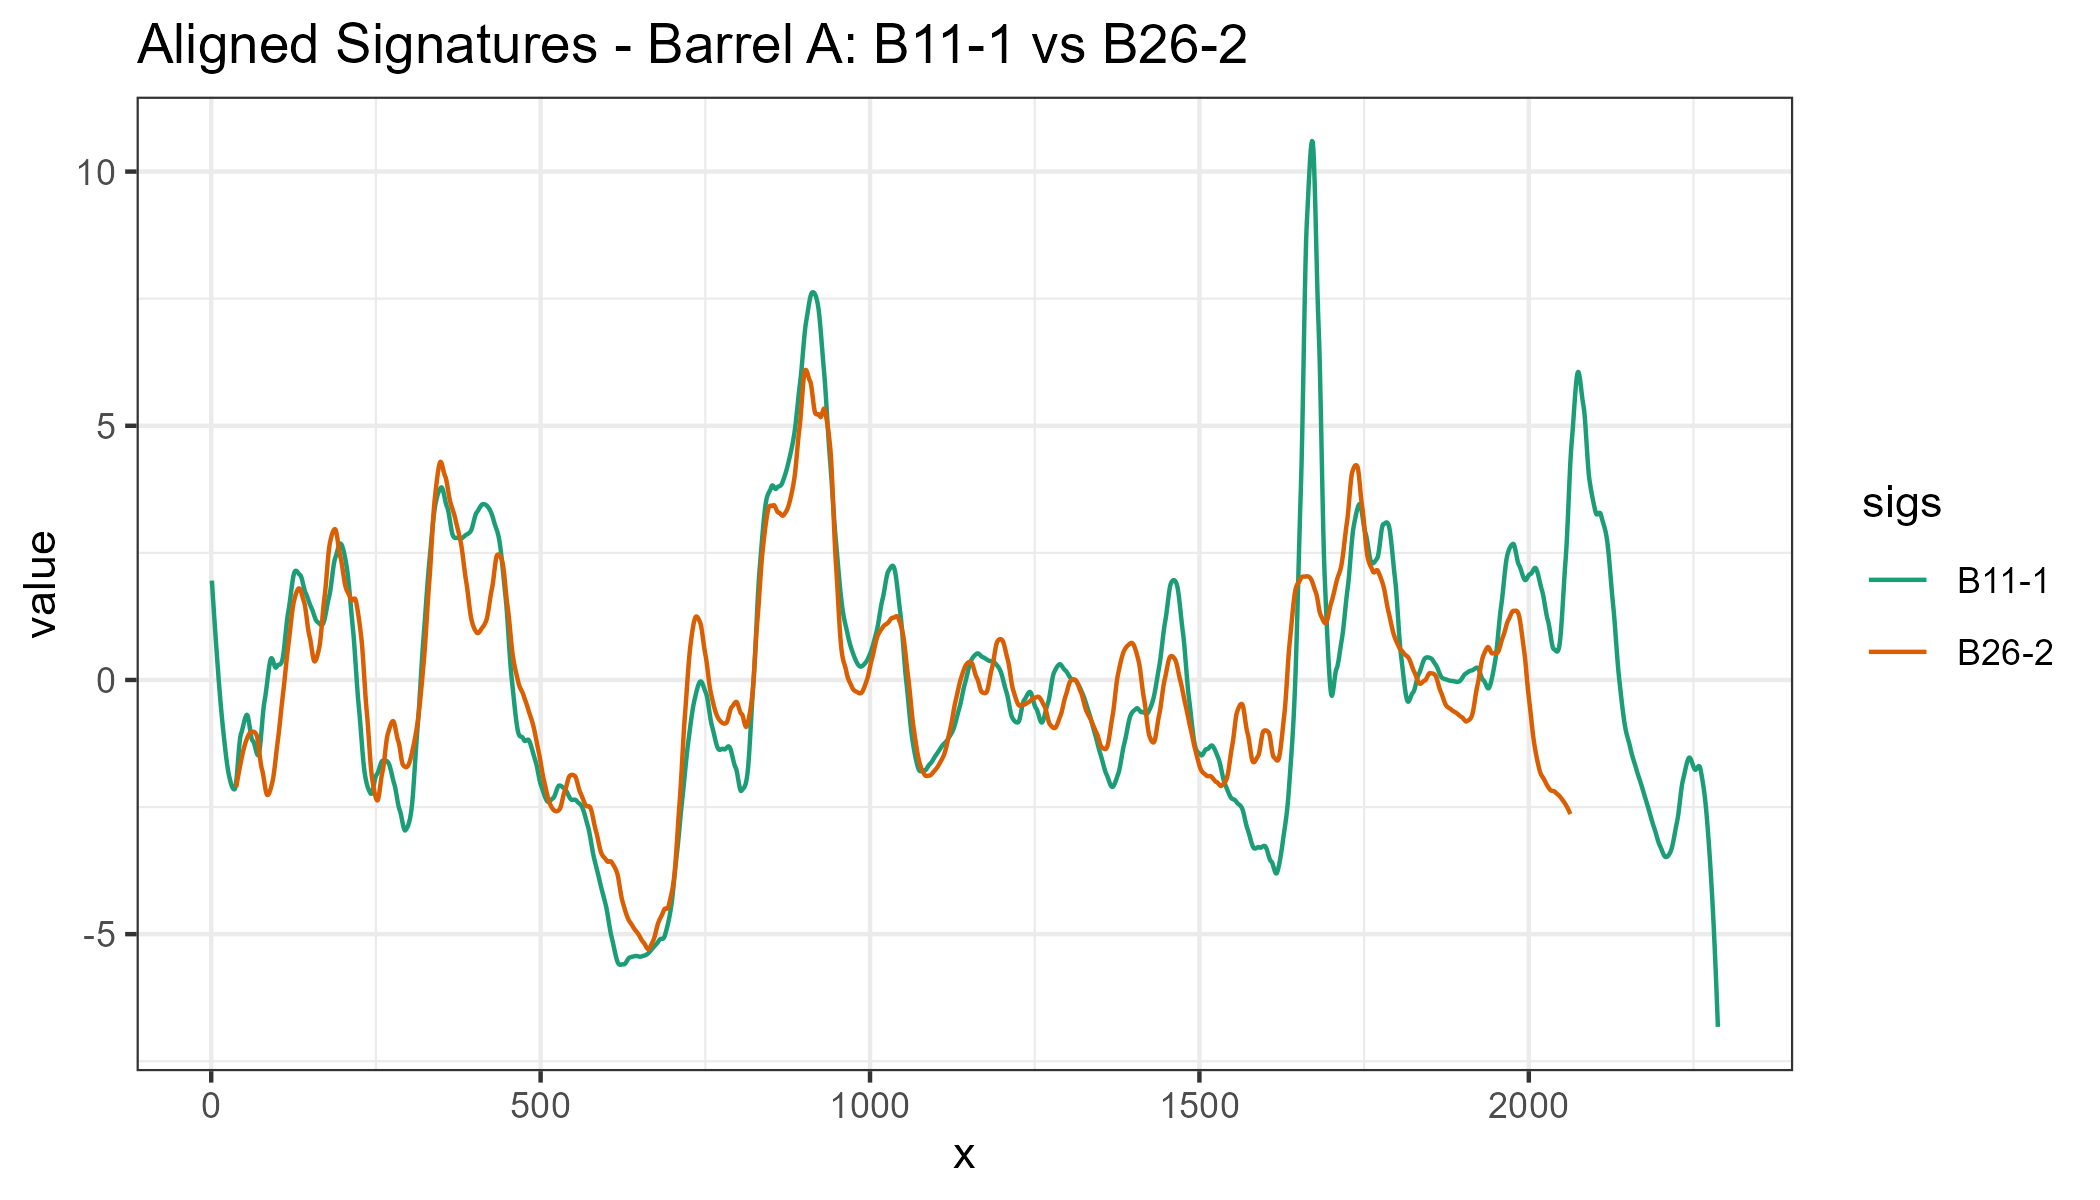 Aligned Signatures - Barrel A: B11-1 vs B26-2
10
5
0
-5
value
0 500 1000 1500 2000
x
sigs
B11-1
B26-2